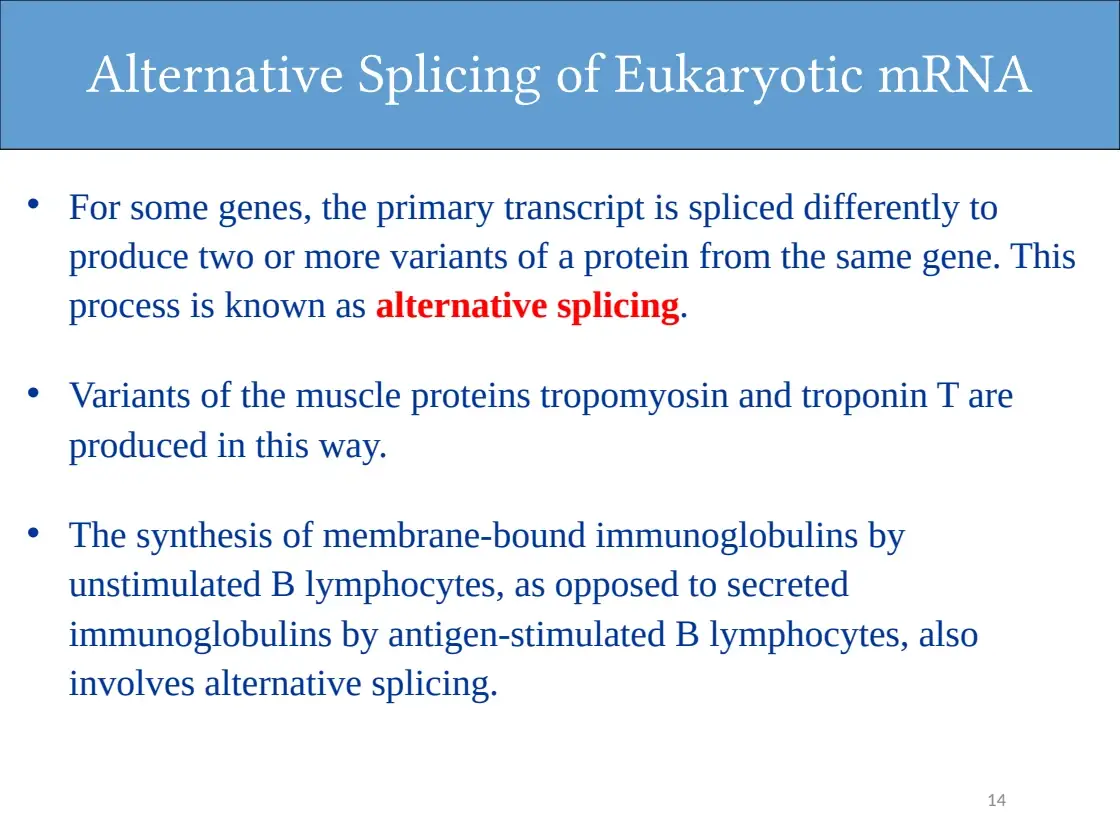 Alternative Splicing of Eukaryotic mRNA
• For some genes, the primary transcript is spliced differently to
produce two or more variants of a protein from the same gene. This
process is known as alternative splicing.
• Variants of the muscle proteins tropomyosin and troponin T are
produced in this way.
• The synthesis of membrane-bound immunoglobulins by
unstimulated B lymphocytes, as opposed to secreted
immunoglobulins by antigen-stimulated B lymphocytes, also
involves alternative splicing.
14